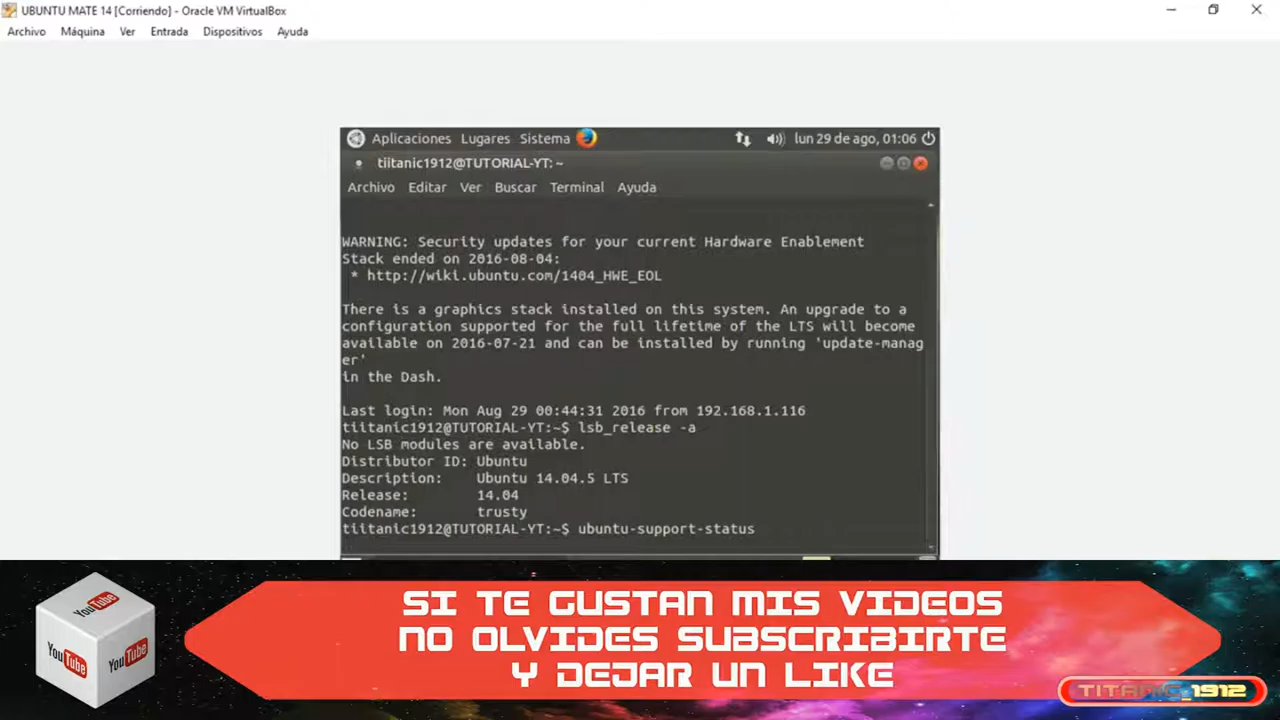 UBUNTU MATE 14 [Corriendo] - Oracle VM VirtualBox
Archivo Máquina Ver Entrada Dispositivos Ayuda
Aplicaciones Lugares Sistema lun 29 de ago, 01:06
tiitanic1912@TUTORIAL-YT: ~
Archivo Editar Ver Buscar Terminal Ayuda
WARNING: Security updates for your current Hardware Enablement
Stack ended on 2016-08-04:
* http://wiki.ubuntu.com/1404_HWE_EOL
There is a graphics stack installed on this system. An upgrade to a
configuration supported for the full lifetime of the LTS will become
available on 2016-07-21 and can be installed by running 'update-manag
er'
in the Dash.
Last login: Mon Aug 29 00:44:31 2016 from 192.168.1.116
tiitanic1912@TUTORIAL-YT:~$ lsb_release -a
No LSB modules are available.
Distributor ID: Ubuntu
Description: Ubuntu 14.04.5 LTS
Release: 14.04
Codename: trusty
tiitanic1912@TUTORIAL-YT:~$ ubuntu-support-status
YouTube
YouTube
YouTube
SI TE GUSTAN MIS VIDEOS
NO OLVIDES SUBSCRIBIRTE
Y DEJAR UN LIKE
TITANIC_1912